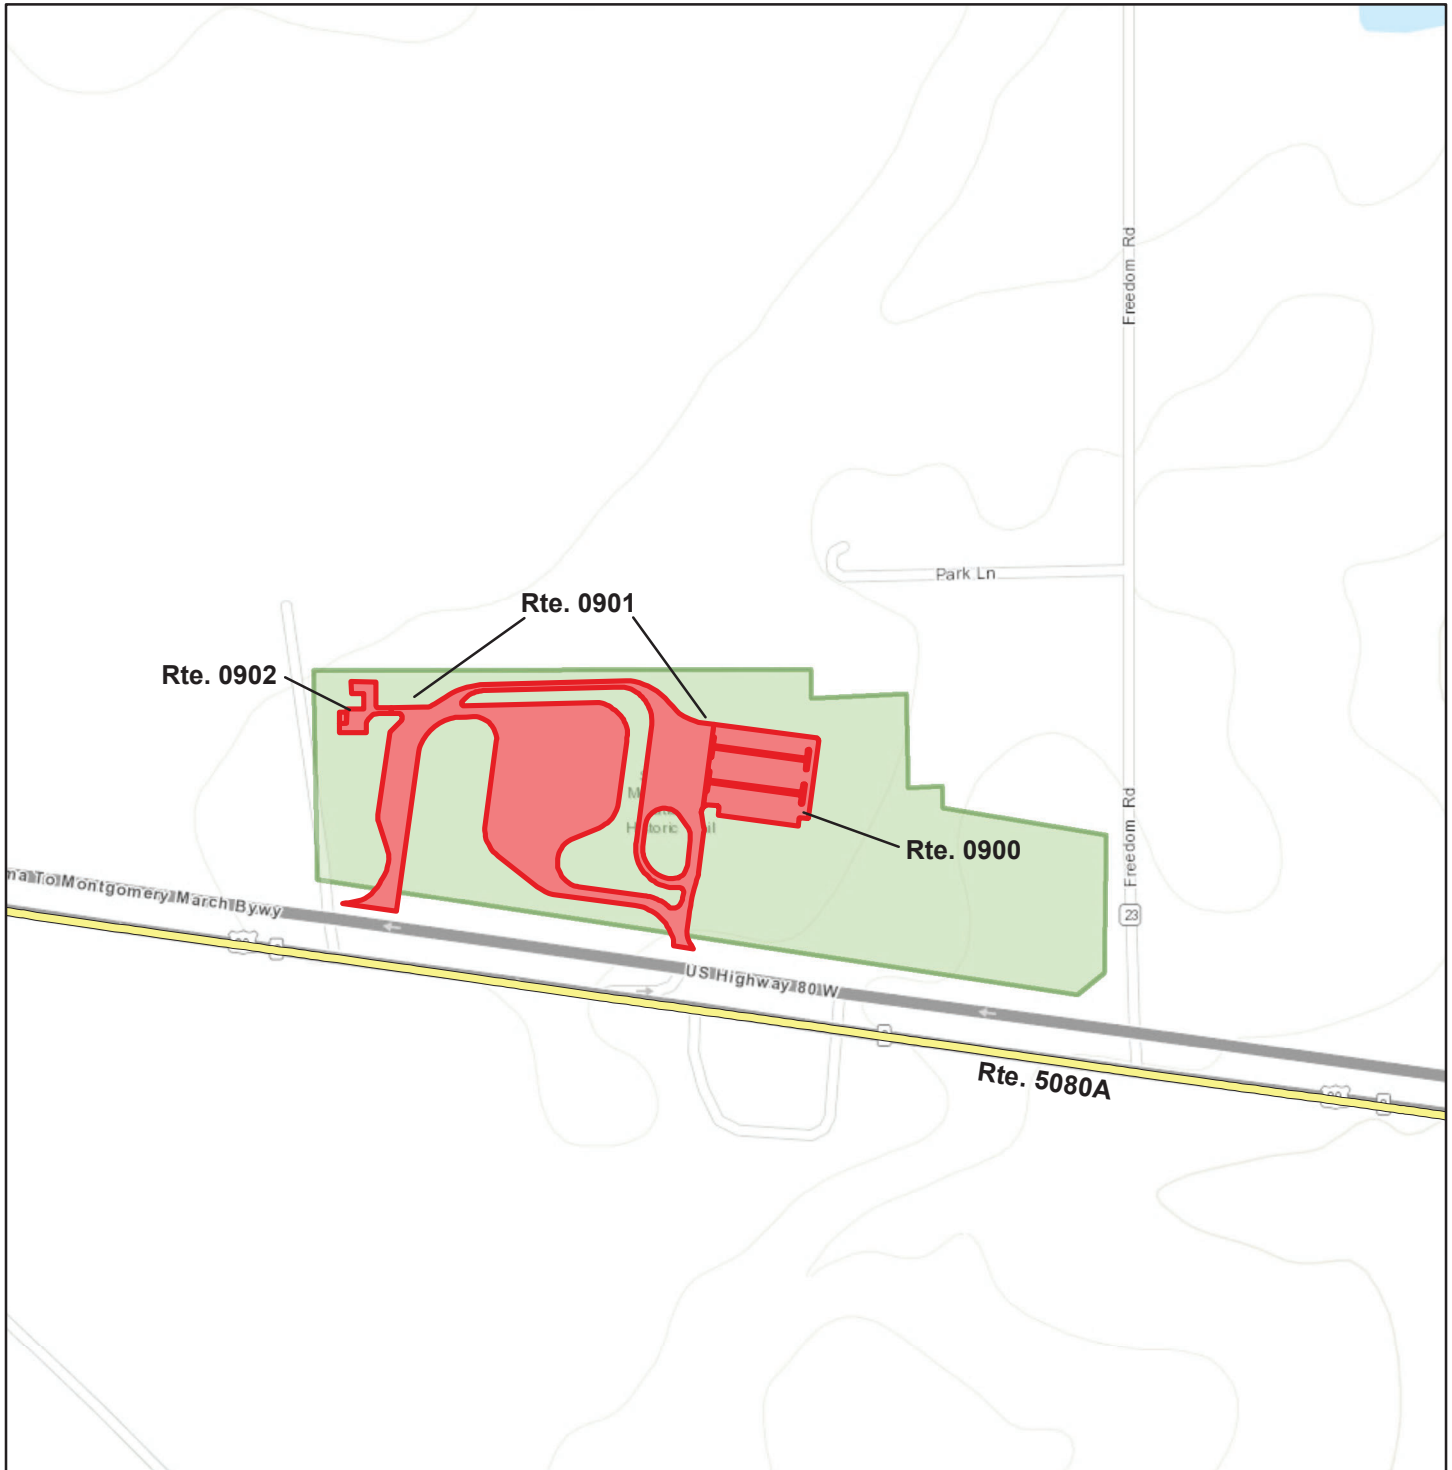 Freedom Rd
Park Ln
Rte. 0901
Rte. 0902
Freedom Rd
Rte. 0900
23
ma To Montgomery March Bywy
US Highway 80 W
Rte. 5080A